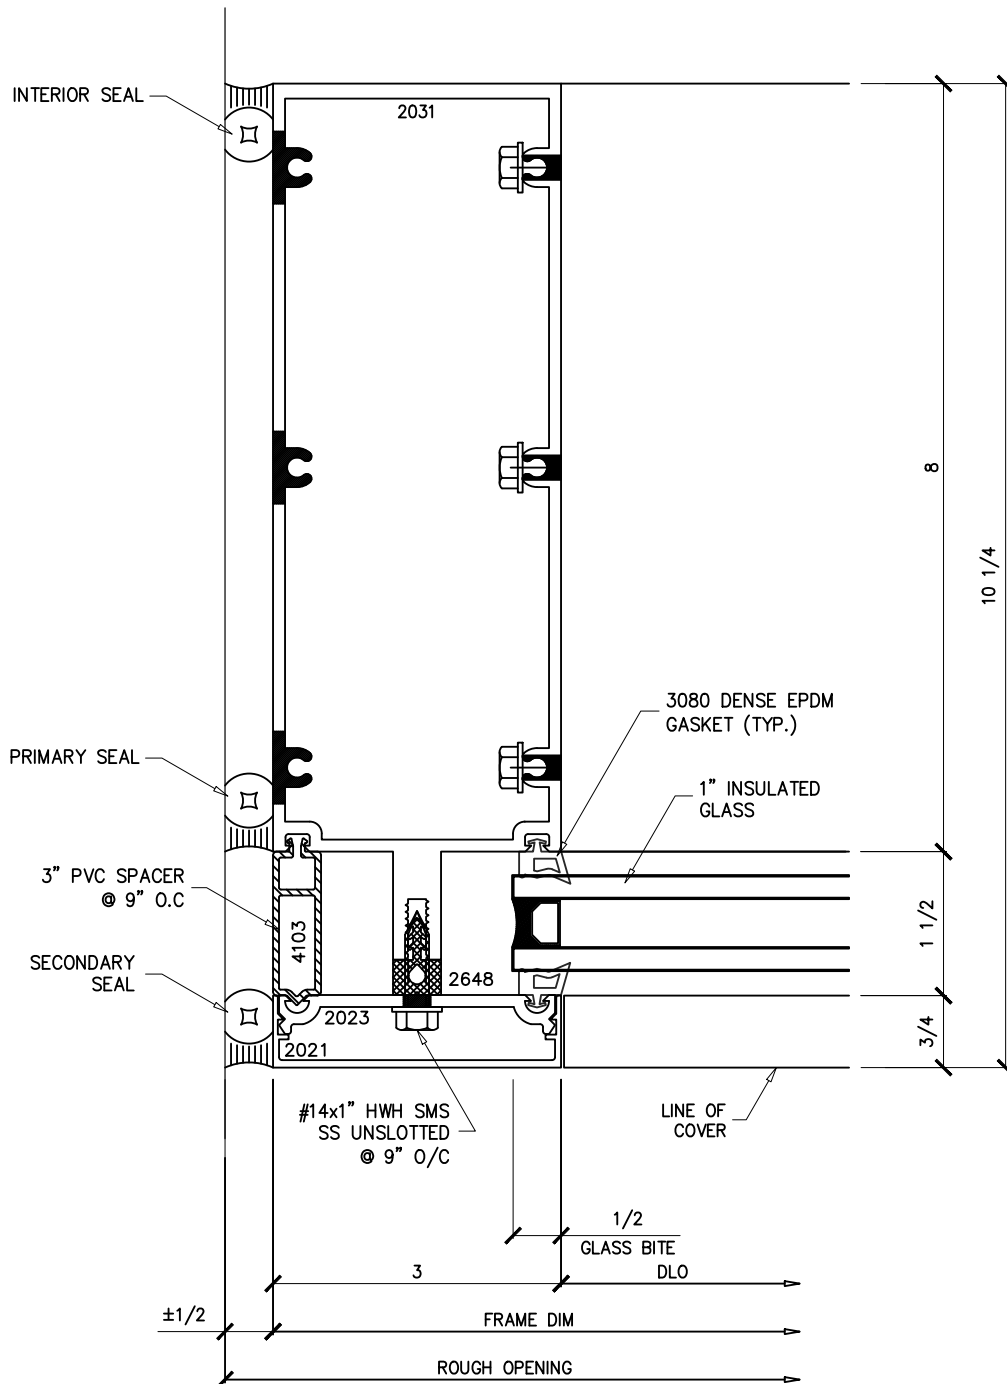 INTERIOR SEAL
2031
8
10 1/4
3080 DENSE EPDM
GASKET (TYP.)
PRIMARY SEAL
1" INSULATED
GLASS
3" PVC SPACER
@ 9" O.C
4103
1 1/2
SECONDARY
SEAL
2648
2023
2021
3/4
#14x1" HWH SMS
SS UNSLOTTED
@ 9" O/C
LINE OF
COVER
1/2
GLASS BITE
3
DLO
±1/2
FRAME DIM
ROUGH OPENING